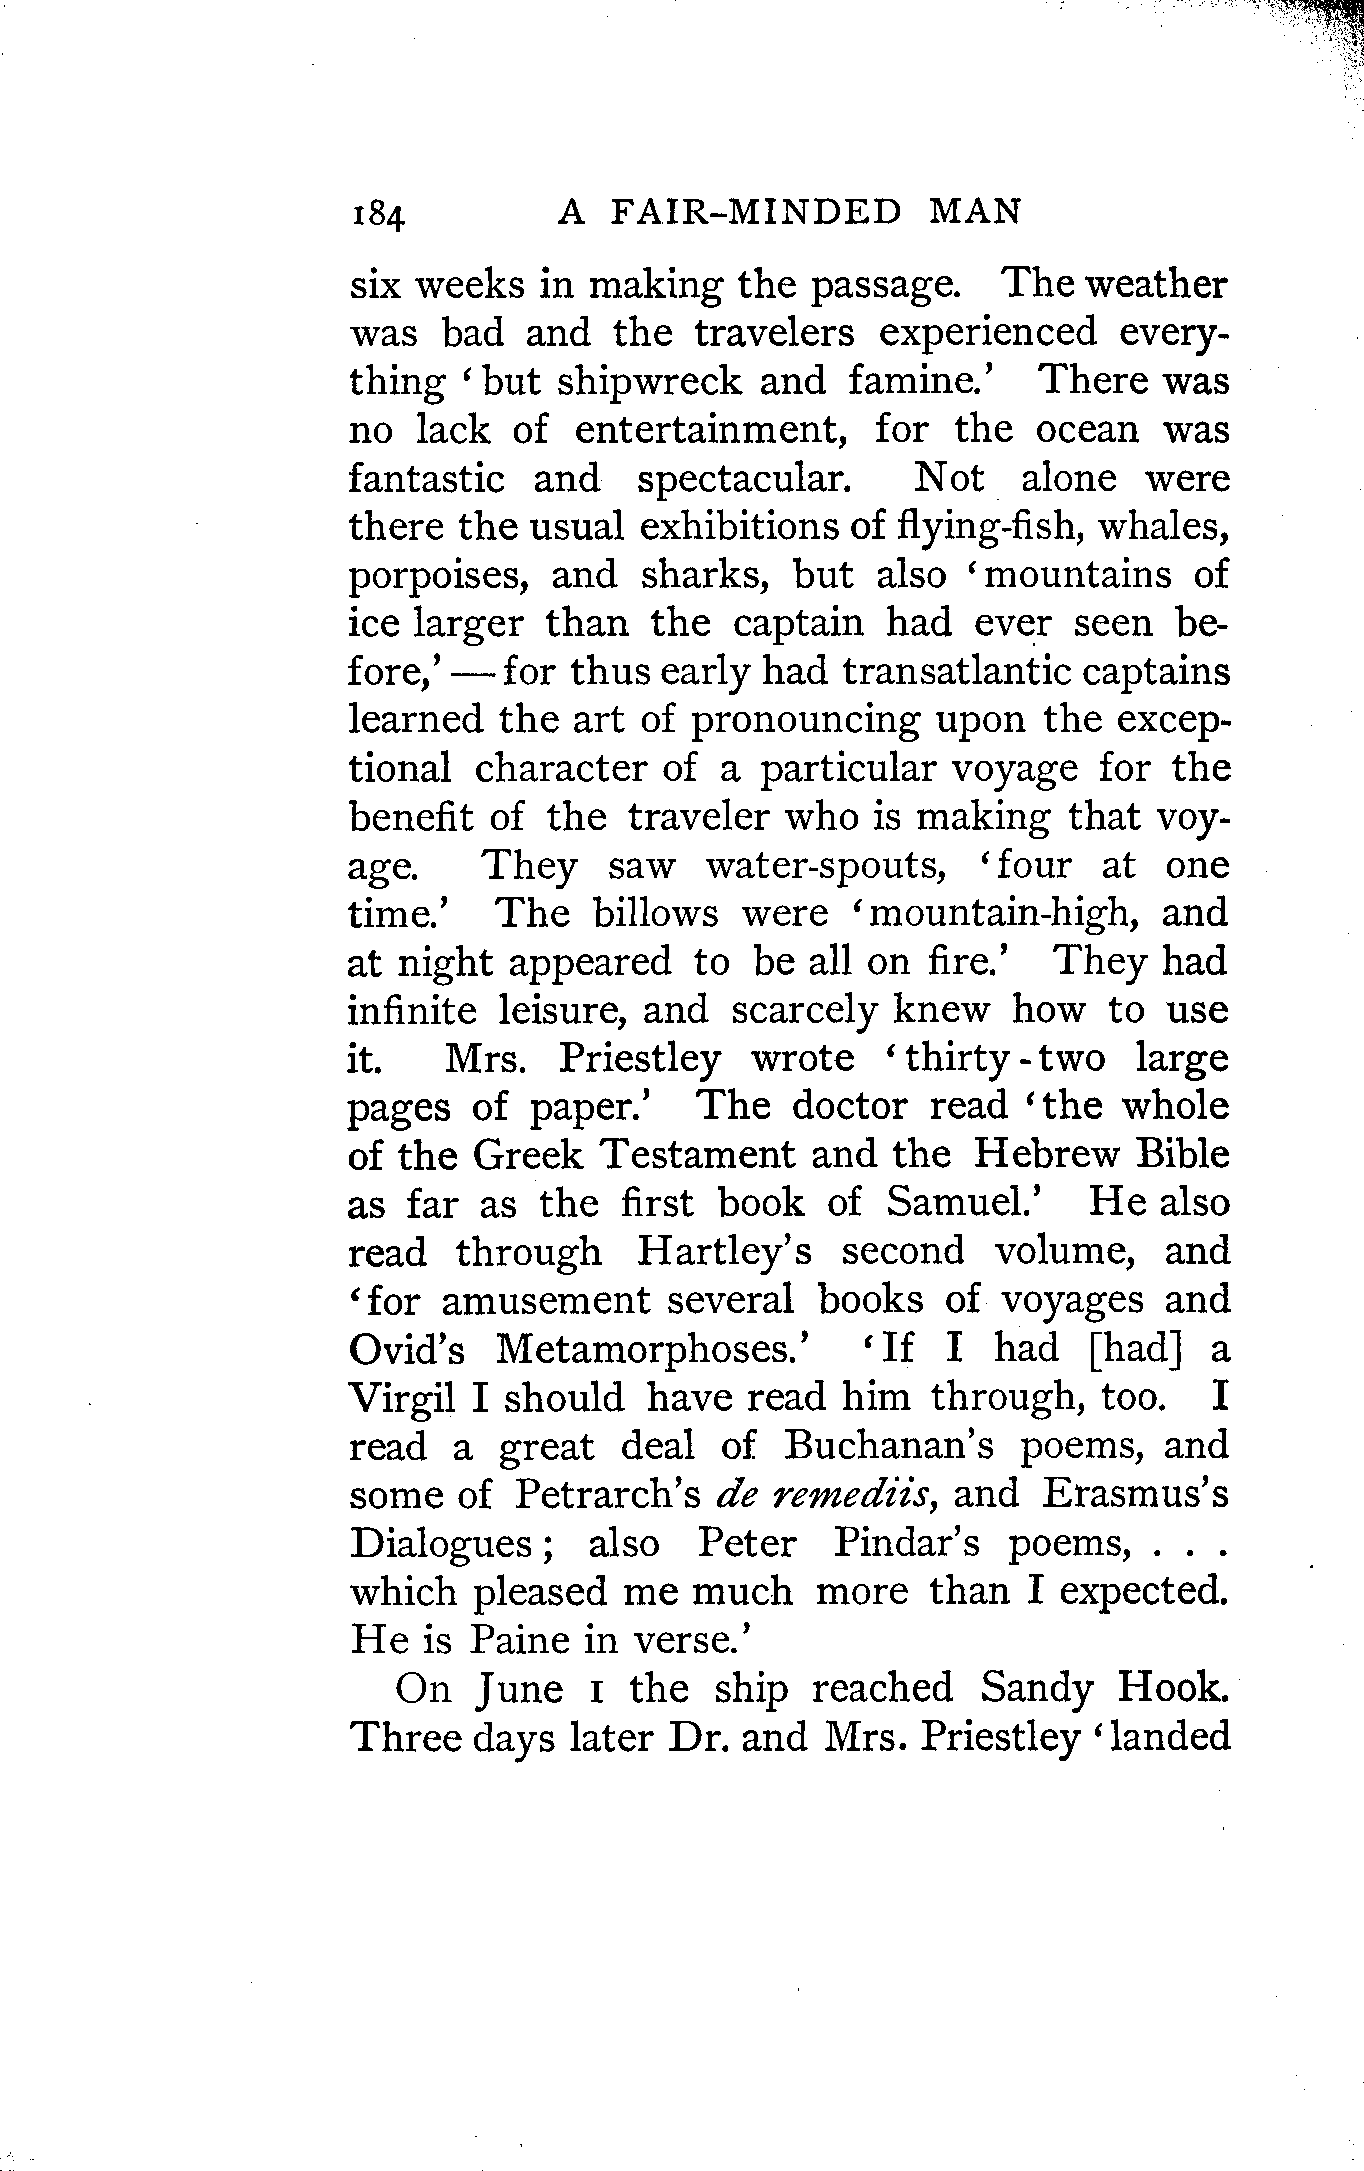 184 A FAIR-MINDED MAN
six weeks in making the passage. The weather
was bad and the travelers experienced every-
thing ‘but shipwreck and famine.’ There was
no lack of entertainment, for the ocean was
fantastic and spectacular. Not alone were
there the usual exhibitions of flying-fish, whales,
porpoises, and sharks, but also ‘mountains of
ice larger than the captain had ever seen be-
fore,’ — for thus early had transatlantic captains
learned the art of pronouncing upon the excep-
tional character of a particular voyage for the
benefit of the traveler who is making that voy-
age. They saw water-spouts, ‘four at one
time.’ The billows were ‘mountain-high, and
at night appeared to be all on fire.’ They had
infinite leisure, and scarcely knew how to use
it. Mrs. Priestley wrote ‘thirty-two large
pages of paper.’ The doctor read ‘the whole
of the Greek Testament and the Hebrew Bible
as far as the first book of Samuel.’ He also
read through Hartley’s second volume, and
‘for amusement several books of voyages and
Ovid’s Metamorphoses.’ ‘If I had [had] a
Virgil I should have read him through, too. I
read a great deal of Buchanan’s poems, and
some of Petrarch’s de remediis, and Erasmus’s
Dialogues; also Peter Pindar’s poems, . . .
which pleased me much more than I expected.
He is Paine in verse.’
On June 1 the ship reached Sandy Hook.
Three days later Dr. and Mrs. Priestley ‘landed